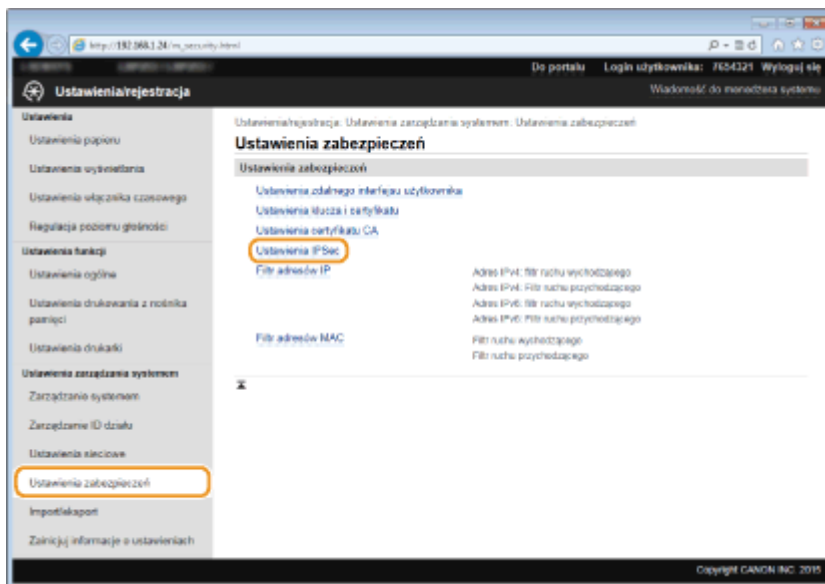 http://192.168.1.24/m_security.html
Do portalu Login użytkownika: 7654321 Wyloguj się
Ustawienia/rejestracja
Wiadomość do menedżera systemu
Ustawienia
Ustawienia papieru
Ustawienia wyświetlania
Ustawienia włącznika czasowego
Regulacja poziomu głośności
Ustawienia funkcji
Ustawienia ogólne
Ustawienia drukowania z nośnika
pamięci
Ustawienia drukarki
Ustawienia zarządzania systemem
Zarządzanie systemem
Zarządzanie ID działu
Ustawienia sieciowe
Ustawienia zabezpieczeń
Import/eksport
Zainicjuj informacje o ustawieniach
Ustawienia/rejestracja: Ustawienia zarządzania systemem: Ustawienia zabezpieczeń
Ustawienia zabezpieczeń
Ustawienia zabezpieczeń
Ustawienia zdalnego interfejsu użytkownika
Ustawienia klucza i certyfikatu
Ustawienia certyfikatu CA
Ustawienia IPSec
Filtr adresów IP
Adres IPv4: filtr ruchu wychodzącego
Adres IPv4: Filtr ruchu przychodzącego
Adres IPv6: filtr ruchu wychodzącego
Adres IPv6: Filtr ruchu przychodzącego
Filtr adresów MAC
Filtr ruchu wychodzącego
Filtr ruchu przychodzącego
Copyright CANON INC. 2015